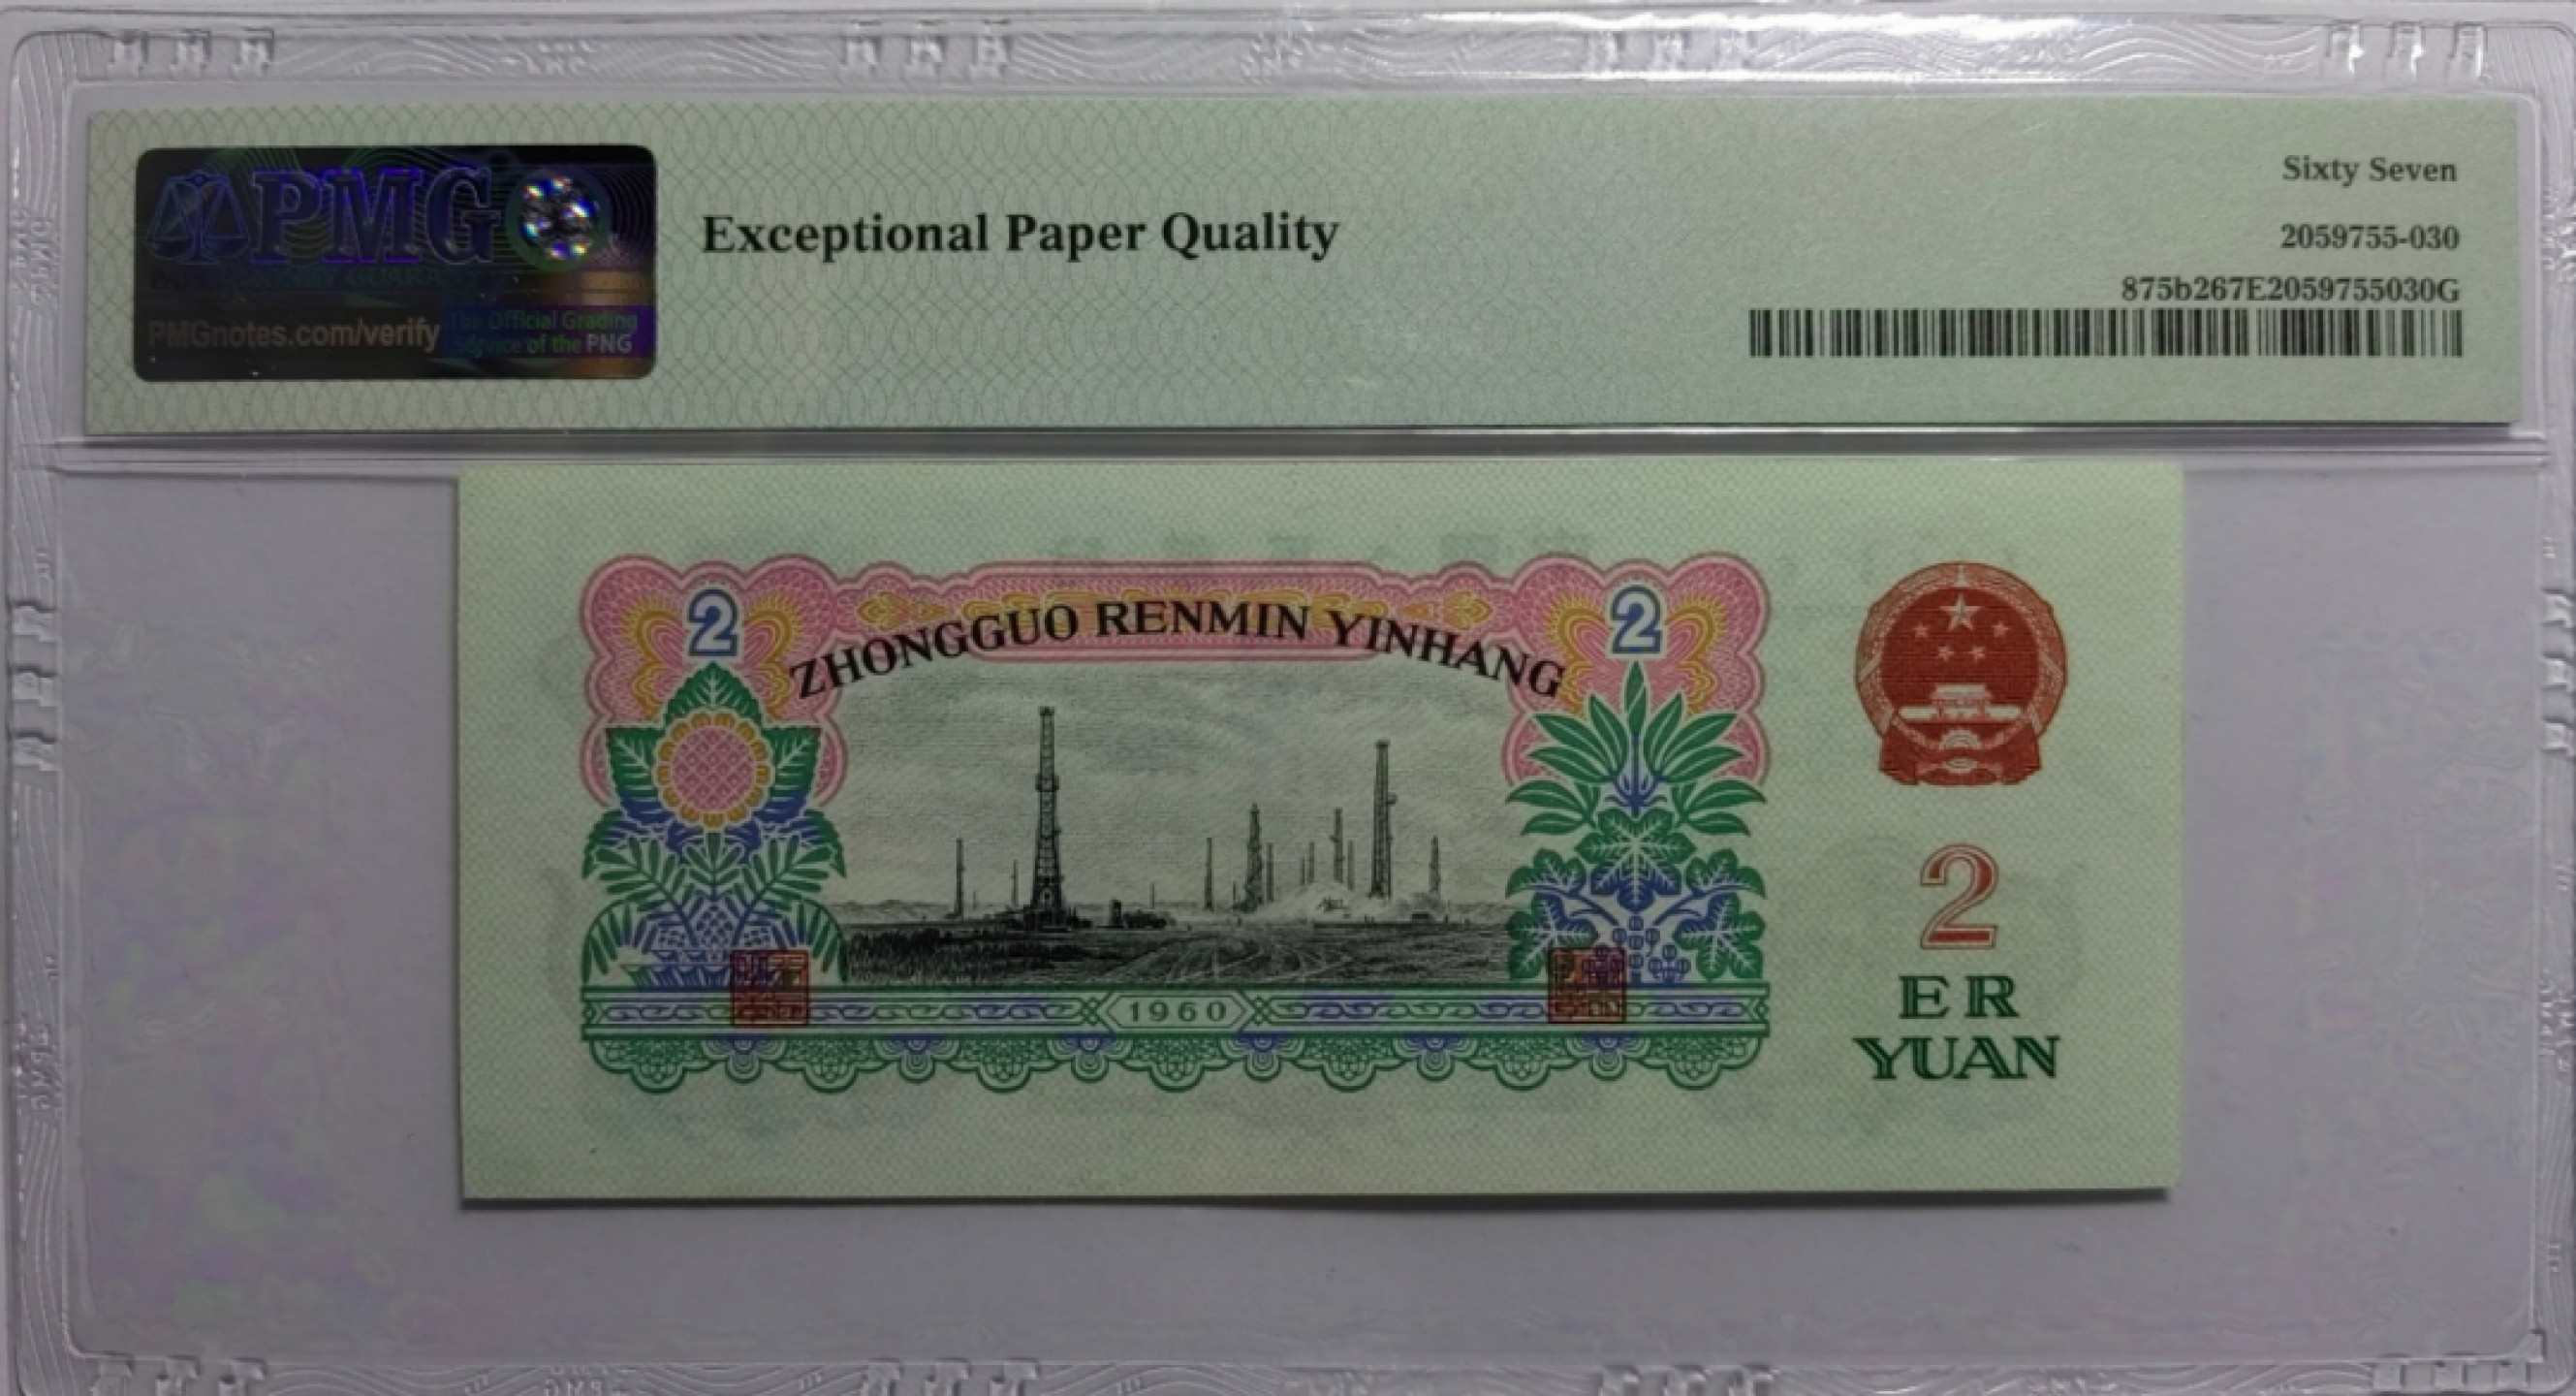 PMG
PMGnotes.com/verify
The Official Grading
Service of the PNG
Exceptional Paper Quality
Sixty Seven
2059755-030
875b267E2059755030G
2
2
ZHONGGUO RENMIN YINHANG
1960
2
ER
YUAN